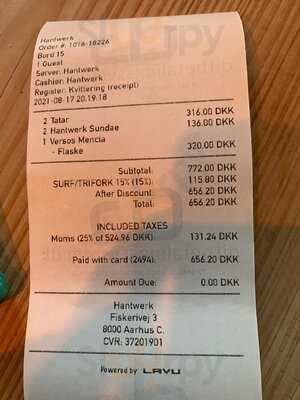 Hantwerk
Order #: 1016-18226
Bord 15
1 Guest
Server: Hantwerk
Cashier: Hantwerk
Register: Kvittering (receipt)
2021-08-17 20.19.18
2 Tatar 316.00 DKK
2 Hantwerk Sundae 136.00 DKK
1 Versos Mencia
- Flaske 320.00 DKK
Subtotal: 772.00 DKK
SURF/TRIFORK 15% (15%): 115.80 DKK
After Discount: 656.20 DKK
Total: 656.20 DKK
INCLUDED TAXES
Moms (25% of 524.96 DKK): 131.24 DKK
Paid with card (2494): 656.20 DKK
Amount Due: 0.00 DKK
Hantwerk
Fiskerivej 3
8000 Aarhus C.
CVR: 37201901
Powered by LAVU